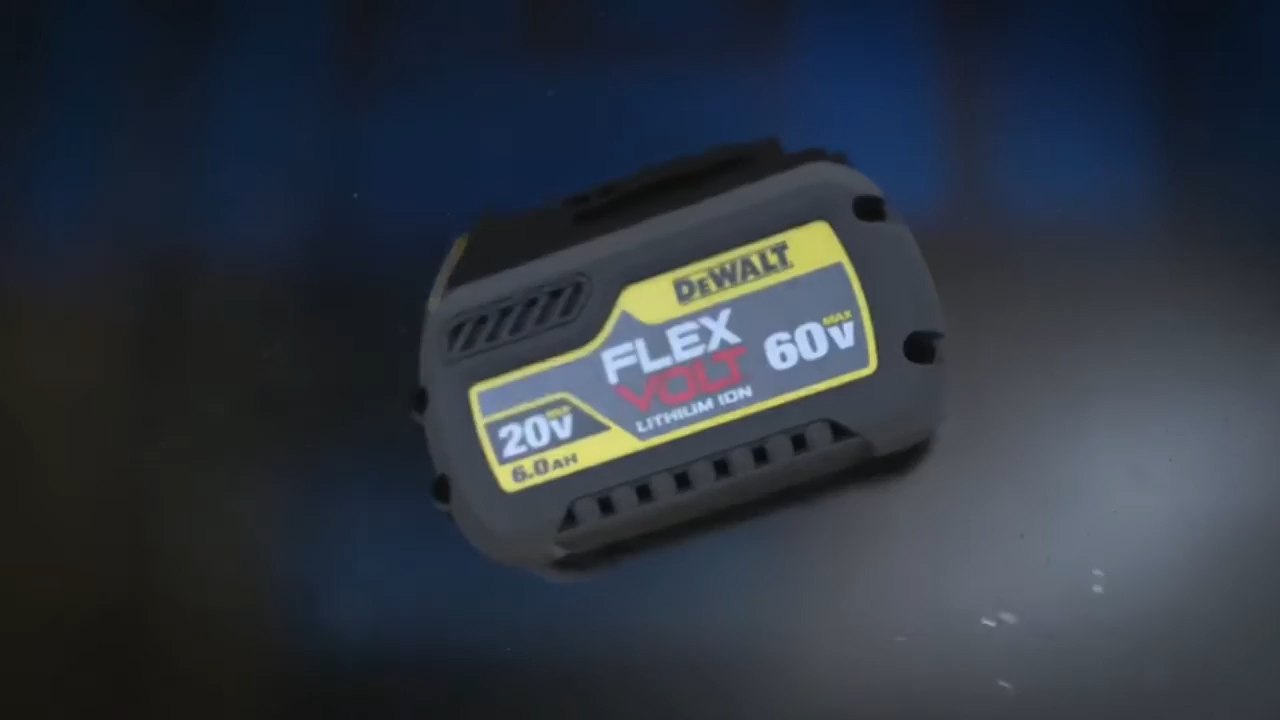 DeWALT
FLEX
VOLT
LITHIUM ION
60V MAX
20V MAX
6.0AH